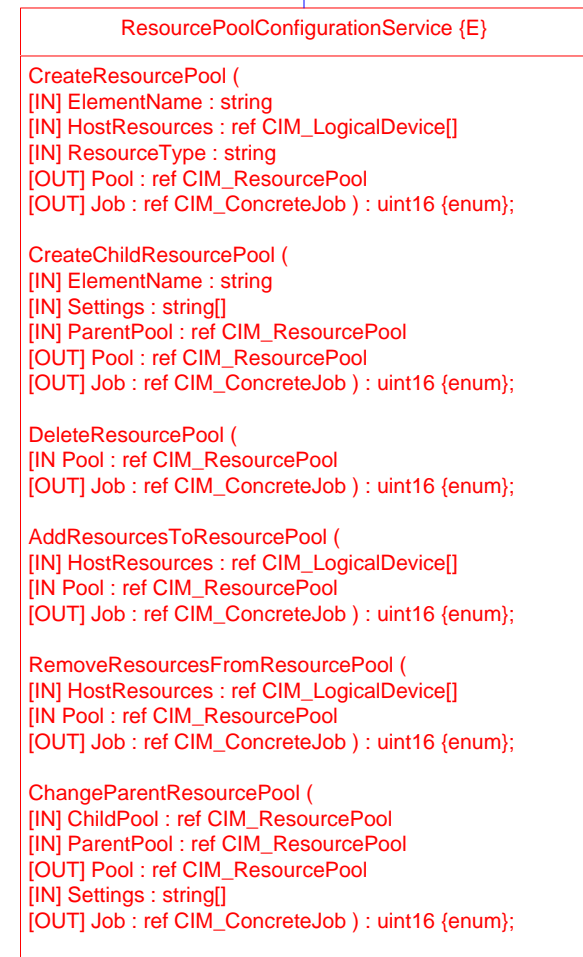 ResourcePoolConfigurationService {E}
CreateResourcePool (
[IN] ElementName : string
[IN] HostResources : ref CIM_LogicalDevice[]
[IN] ResourceType : string
[OUT] Pool : ref CIM_ResourcePool
[OUT] Job : ref CIM_ConcreteJob ) : uint16 {enum};
CreateChildResourcePool (
[IN] ElementName : string
[IN] Settings : string[]
[IN] ParentPool : ref CIM_ResourcePool
[OUT] Pool : ref CIM_ResourcePool
[OUT] Job : ref CIM_ConcreteJob ) : uint16 {enum};
DeleteResourcePool (
[IN Pool : ref CIM_ResourcePool
[OUT] Job : ref CIM_ConcreteJob ) : uint16 {enum};
AddResourcesToResourcePool (
[IN] HostResources : ref CIM_LogicalDevice[]
[IN Pool : ref CIM_ResourcePool
[OUT] Job : ref CIM_ConcreteJob ) : uint16 {enum};
RemoveResourcesFromResourcePool (
[IN] HostResources : ref CIM_LogicalDevice[]
[IN Pool : ref CIM_ResourcePool
[OUT] Job : ref CIM_ConcreteJob ) : uint16 {enum};
ChangeParentResourcePool (
[IN] ChildPool : ref CIM_ResourcePool
[IN] ParentPool : ref CIM_ResourcePool
[OUT] Pool : ref CIM_ResourcePool
[IN] Settings : string[]
[OUT] Job : ref CIM_ConcreteJob ) : uint16 {enum};